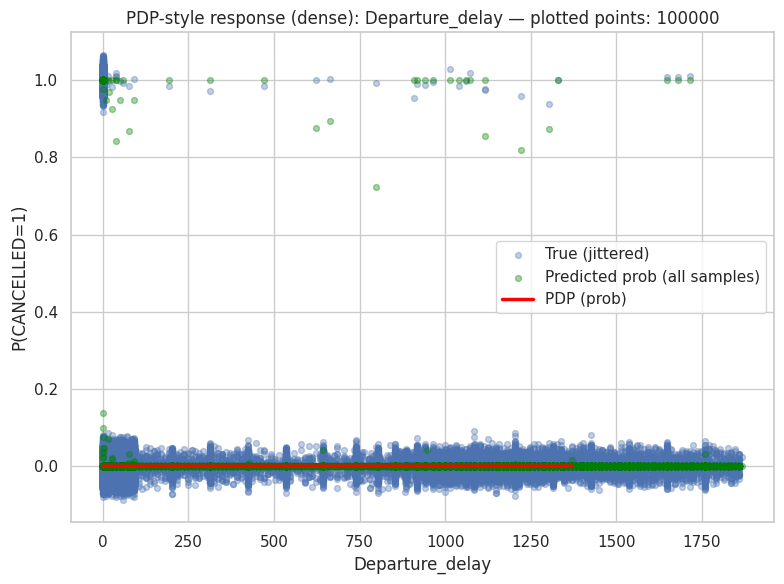 PDP-style response (dense): Departure_delay — plotted points: 100000
P(CANCELLED=1)
1.0
0.8
0.6
0.4
0.2
0.0
True (jittered)
Predicted prob (all samples)
PDP (prob)
0 250 500 750 1000 1250 1500 1750
Departure_delay